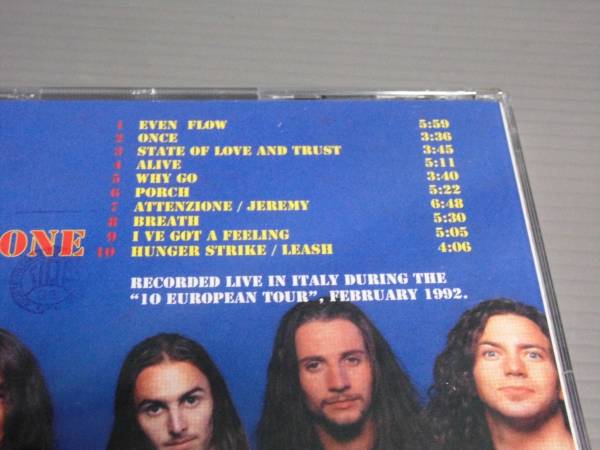 1 EVEN FLOW 5:59
2 ONCE 3:36
3 STATE OF LOVE AND TRUST 3:45
4 ALIVE 5:11
5 WHY GO 3:40
6 PORCH 5:22
7 ATTENZIONE / JEREMY 6:48
8 BREATH 5:30
9 I VE GOT A FEELING 5:05
10 HUNGER STRIKE / LEASH 4:06
ONE
RECORDED LIVE IN ITALY DURING THE
“10 EUROPEAN TOUR”, FEBRUARY 1992.